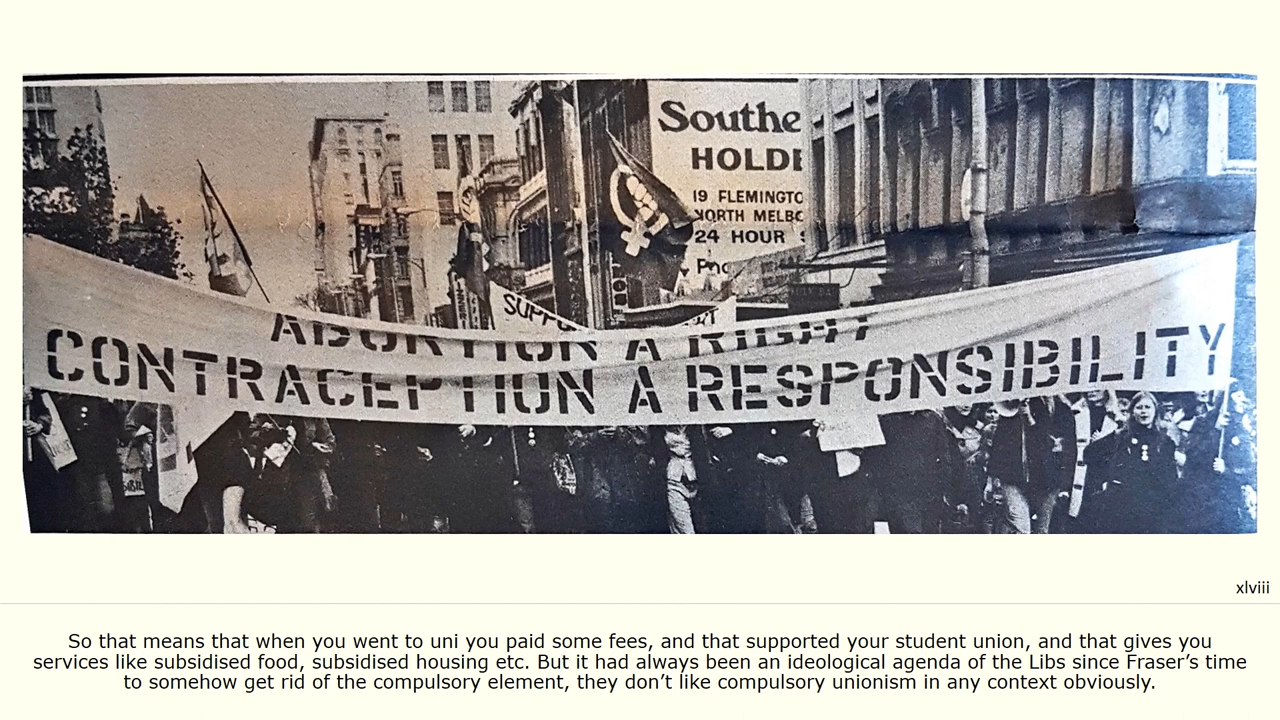 Southe
HOLDE
19 FLEMINGTO
NORTH MELBO
24 HOUR
SUPPO
ABORTION A RIGHT
CONTRACEPTION A RESPONSIBILITY
xlviii
So that means that when you went to uni you paid some fees, and that supported your student union, and that gives you
services like subsidised food, subsidised housing etc. But it had always been an ideological agenda of the Libs since Fraser’s time
to somehow get rid of the compulsory element, they don’t like compulsory unionism in any context obviously.